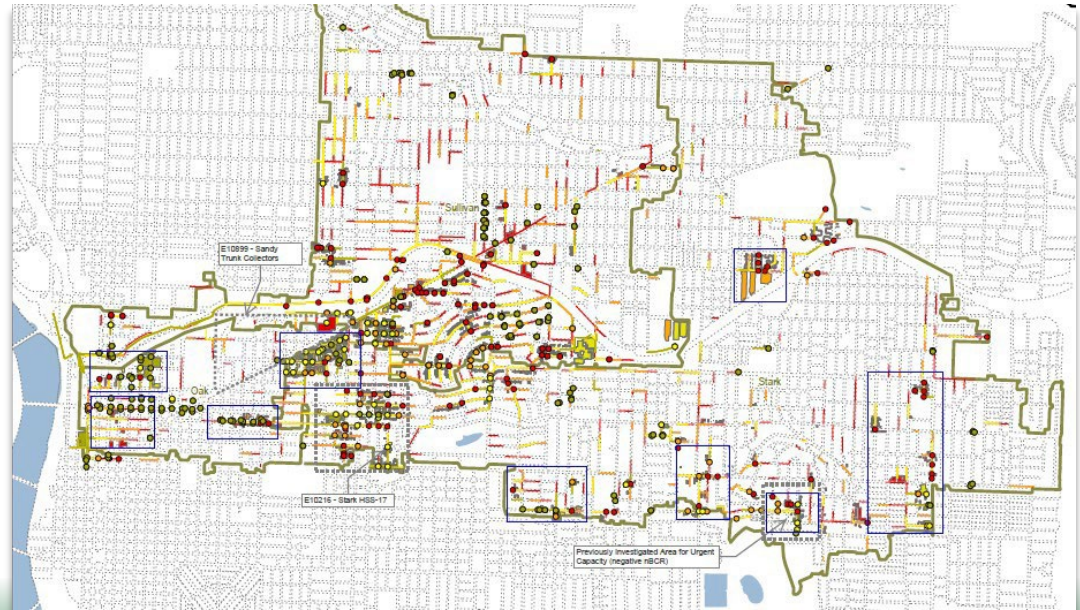 Sullivan
E10899 - Sandy
Trunk Collectors
Stark
Oak
E10216 - Stark HSS-17
Previously Investigated Area for Urgent
Capacity (negative nBCR)